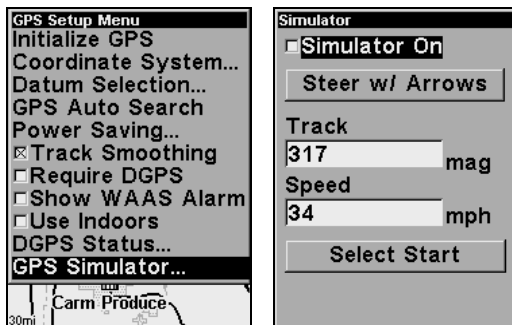 GPS Setup Menu
Initialize GPS
Coordinate System...
Datum Selection...
GPS Auto Search
Power Saving...
Track Smoothing
Require DGPS
Show WAAS Alarm
Use Indoors
DGPS Status...
GPS Simulator...
Carm Produce
30mi
Simulator
Simulator On
Steer w/ Arrows
Track
317 mag
Speed
34 mph
Select Start